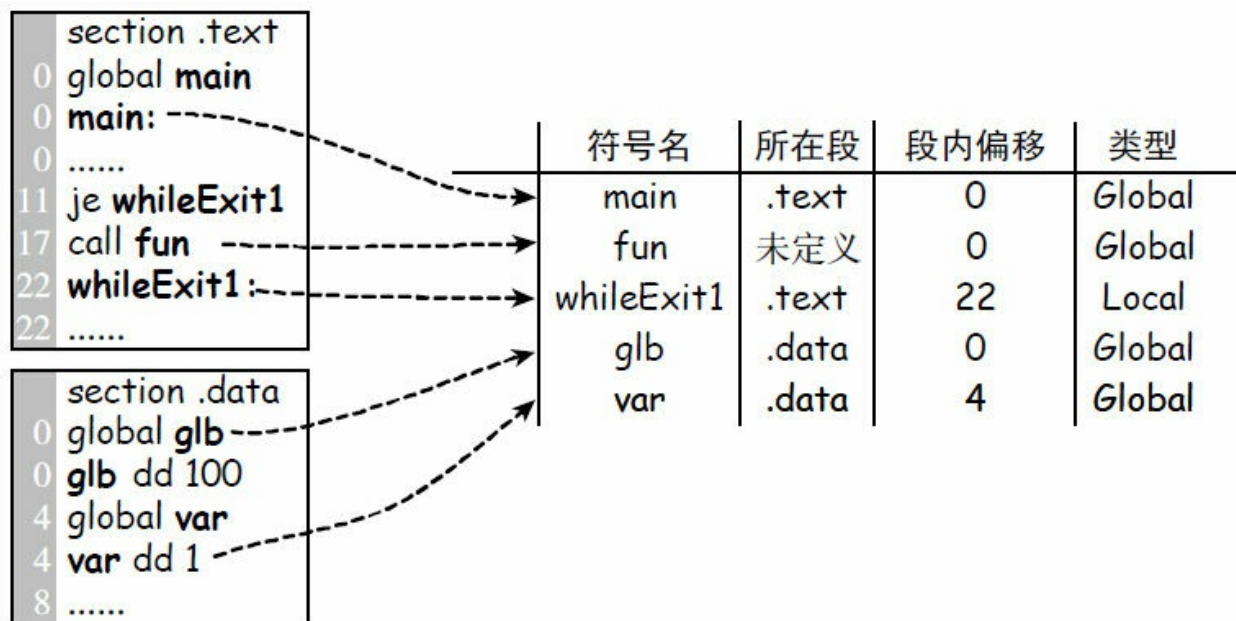 section .text
0 global main
0 main:
0 ......
11 je whileExit1
17 call fun
22 whileExit1:
22 ......
section .data
0 global glb
0 glb dd 100
4 global var
4 var dd 1
8 ......
符号名 所在段 段内偏移 类型
main .text 0 Global
fun 未定义 0 Global
whileExit1 .text 22 Local
glb .data 0 Global
var .data 4 Global